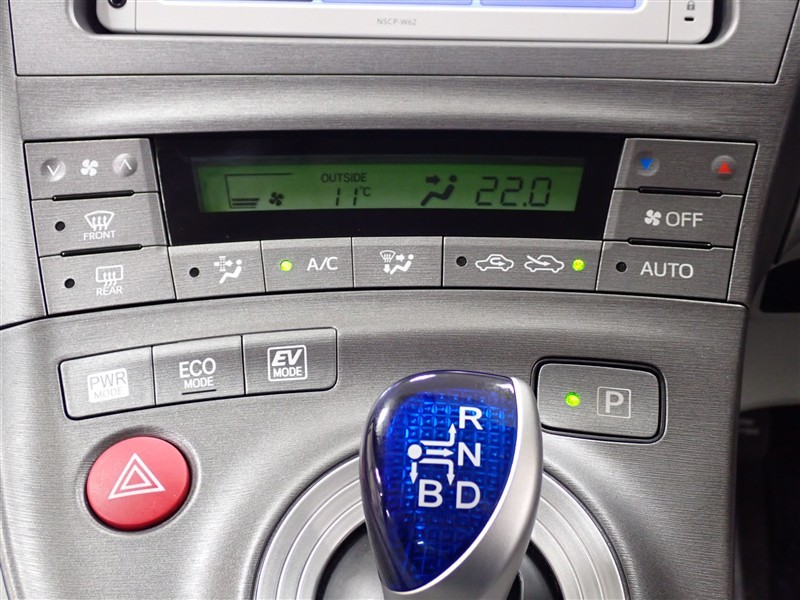 NSCP-W62
OUTSIDE
11°C
22.0
FRONT
OFF
REAR
A/C
AUTO
PWR
MODE
ECO
MODE
EV
MODE
P
R
N
B D